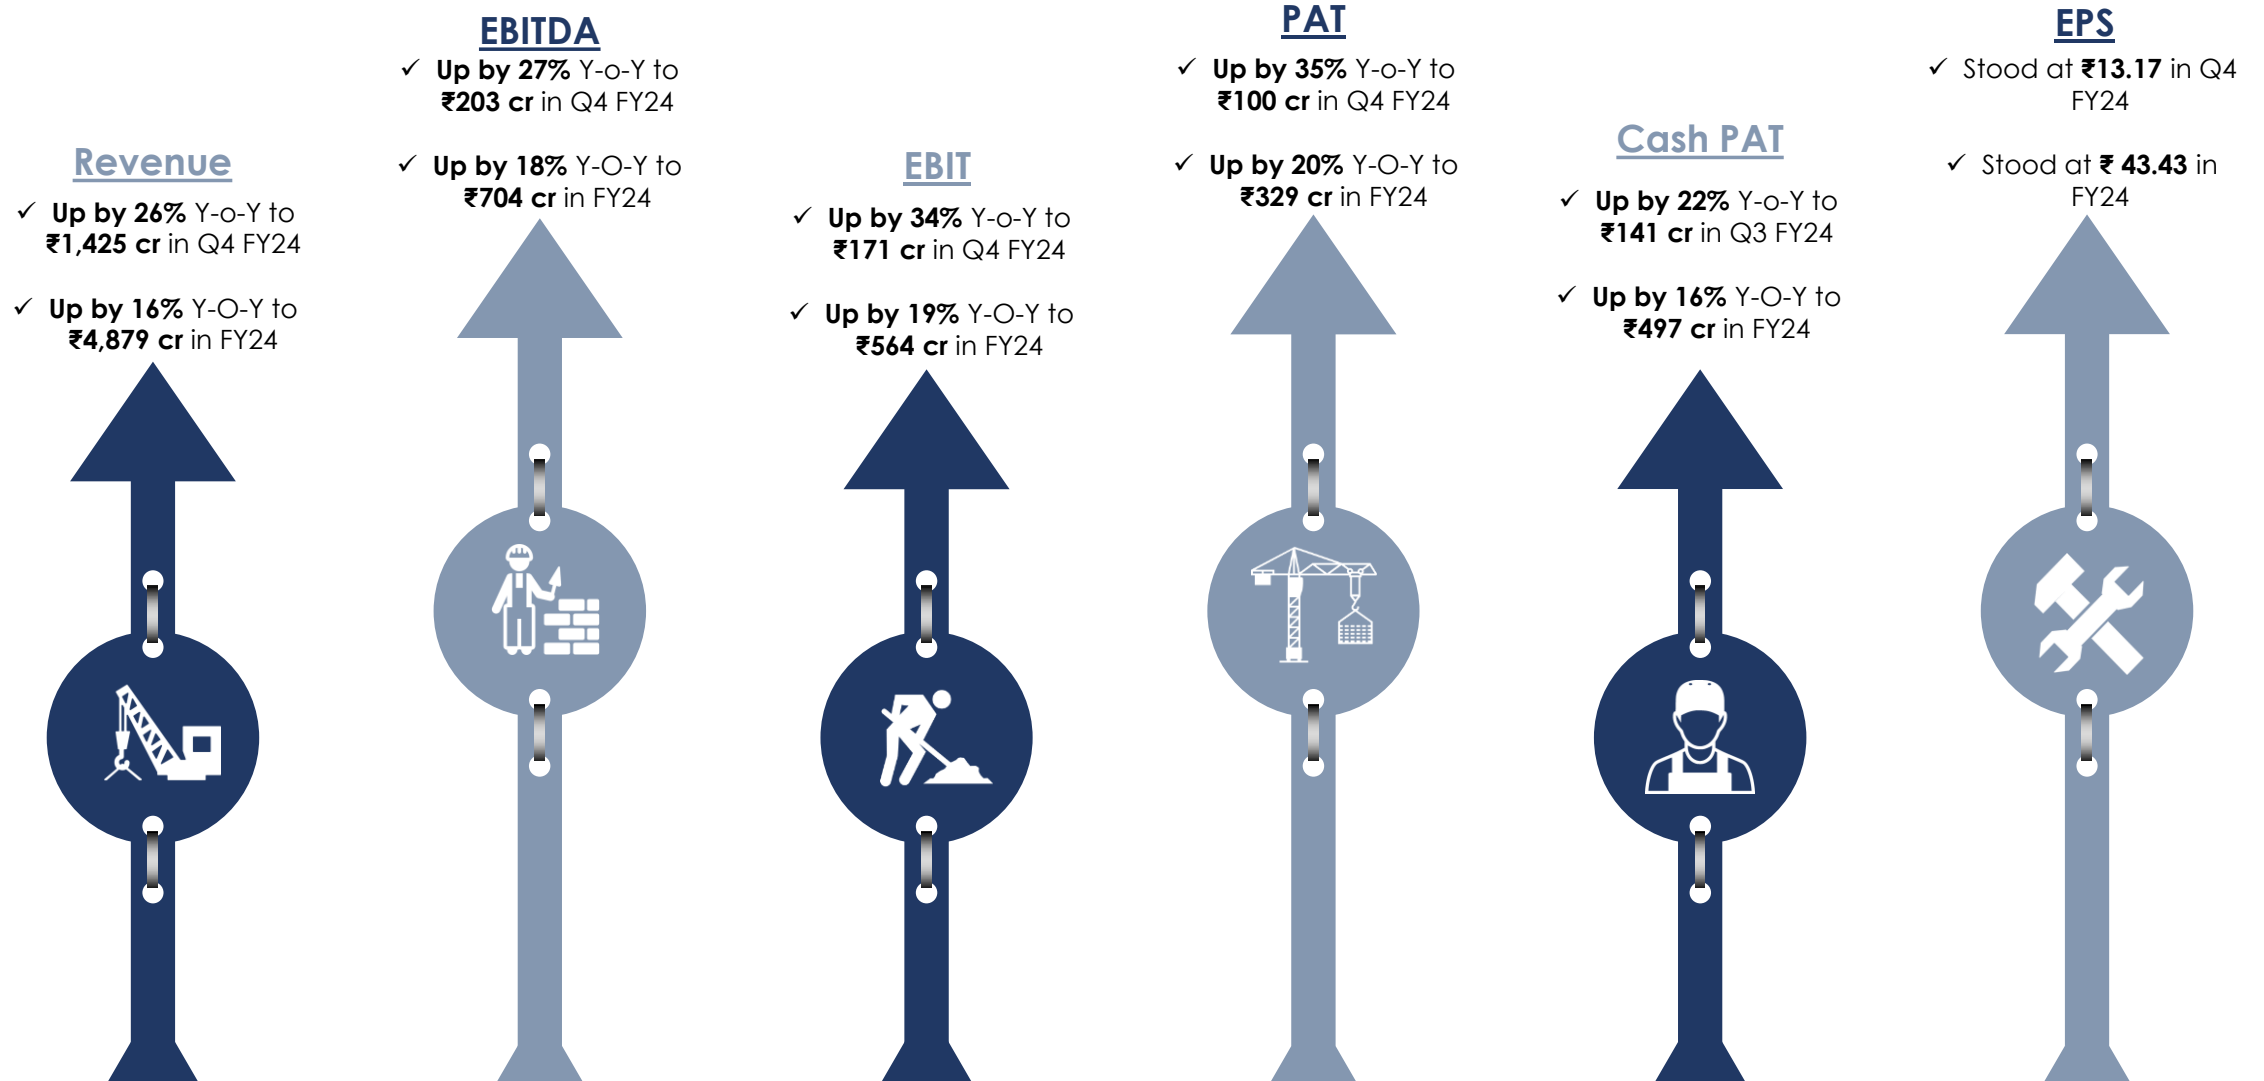 Revenue
✓ Up by 26% Y-o-Y to
₹1,425 cr in Q4 FY24
✓ Up by 16% Y-O-Y to
₹4,879 cr in FY24
EBITDA
✓ Up by 27% Y-o-Y to
₹203 cr in Q4 FY24
✓ Up by 18% Y-O-Y to
₹704 cr in FY24
EBIT
✓ Up by 34% Y-o-Y to
₹171 cr in Q4 FY24
✓ Up by 19% Y-O-Y to
₹564 cr in FY24
PAT
✓ Up by 35% Y-o-Y to
₹100 cr in Q4 FY24
✓ Up by 20% Y-O-Y to
₹329 cr in FY24
Cash PAT
✓ Up by 22% Y-o-Y to
₹141 cr in Q3 FY24
✓ Up by 16% Y-O-Y to
₹497 cr in FY24
EPS
✓ Stood at ₹13.17 in Q4
FY24
✓ Stood at ₹ 43.43 in
FY24